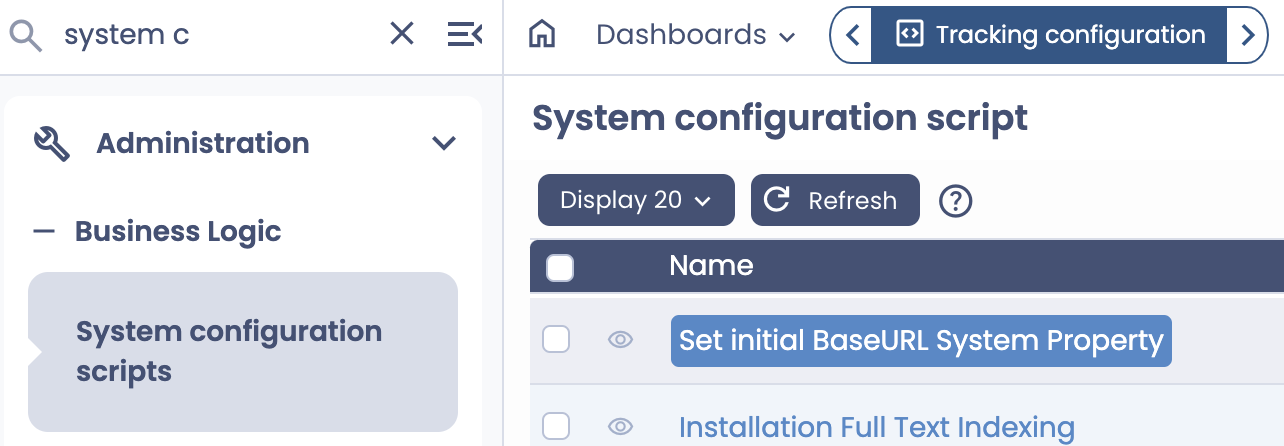 system c
Dashboards
Tracking configuration
Administration
Business Logic
System configuration
scripts
System configuration script
Display 20
Refresh
Name
Set initial BaseURL System Property
Installation Full Text Indexing